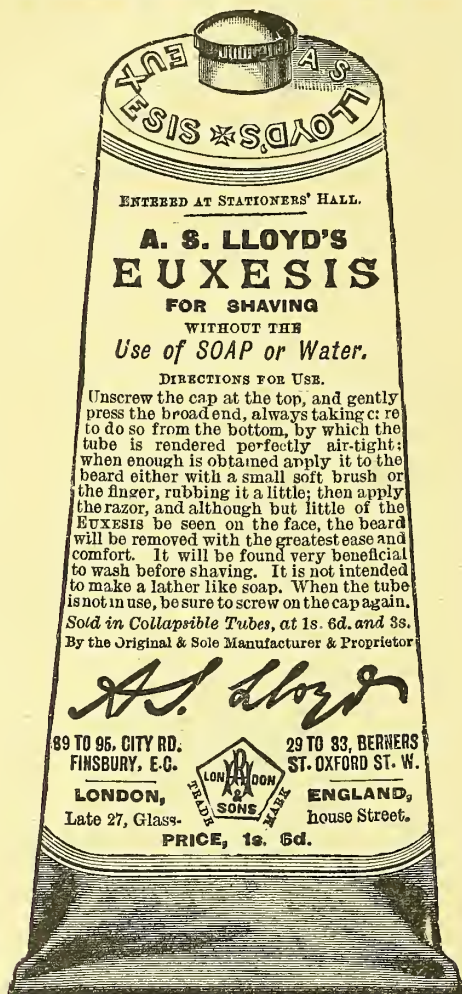 A. S. LLOYD'S ✠ EUXESIS
ENTERED AT STATIONERS' HALL.
A. S. LLOYD'S
EUXESIS
FOR SHAVING
WITHOUT THE
Use of SOAP or Water.
DIRECTIONS FOR USE.
Unscrew the cap at the top, and gently
press the broad end, always taking c re
to do so from the bottom, by which the
tube is rendered perfectly air-tight;
when enough is obtained apply it to the
beard either with a small soft brush or
the finger, rubbing it a little; then apply
the razor, and although but little of the
EUXESIS be seen on the face, the beard
will be removed with the greatest ease and
comfort. It will be found very beneficial
to wash before shaving. It is not intended
to make a lather like soap. When the tube
is not in use, be sure to screw on the cap again.
Sold in Collapsible Tubes, at 1s. 6d. and 3s.
By the Original & Sole Manufacturer & Proprietor
A. S. Lloyd
89 TO 95, CITY RD.
FINSBURY, E.C.
LONDON,
Late 27, Glass-
LONDON
& SONS
TRADE MARK
29 TO 33, BERNERS
ST. OXFORD ST. W.
ENGLAND,
house Street.
PRICE, 1s. 6d.